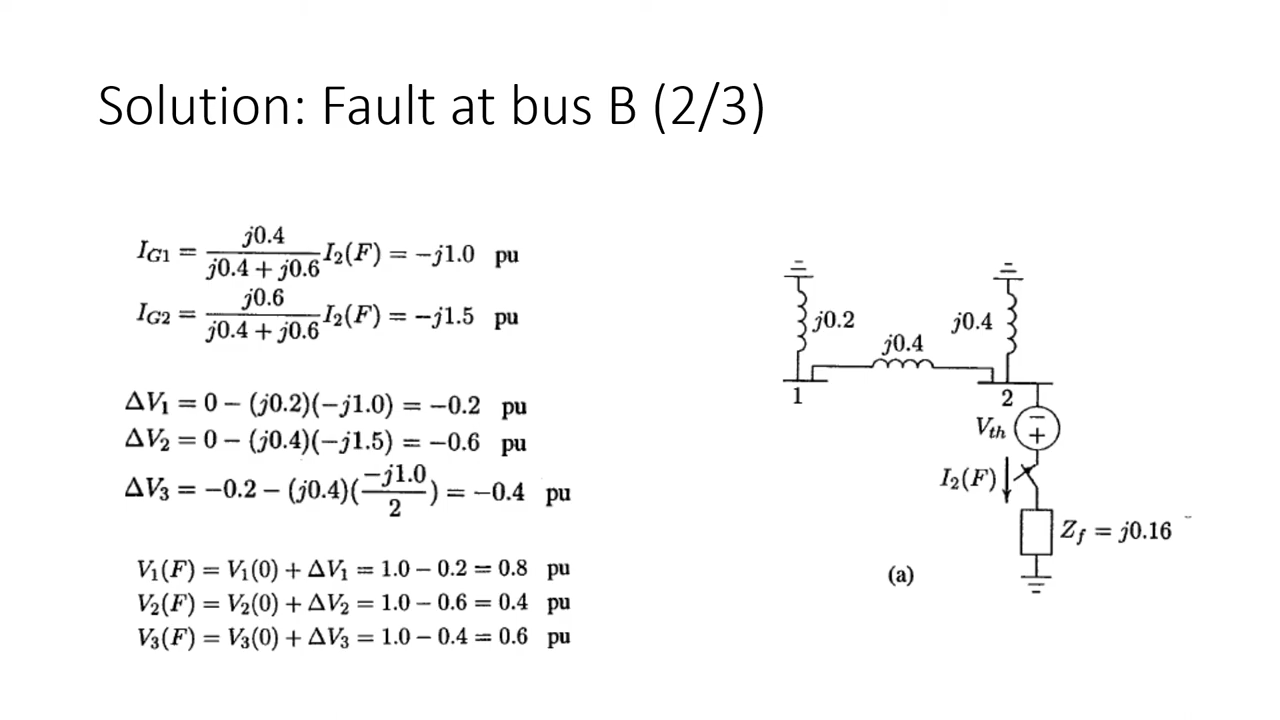 Solution: Fault at bus B (2/3)
I_{G1} = \frac{j0.4}{j0.4 + j0.6} I_2(F) = −j1.0 pu
I_{G2} = \frac{j0.6}{j0.4 + j0.6} I_2(F) = −j1.5 pu
ΔV_1 = 0 − (j0.2)(−j1.0) = −0.2 pu
ΔV_2 = 0 − (j0.4)(−j1.5) = −0.6 pu
ΔV_3 = −0.2 − (j0.4)(\frac{−j1.0}{2}) = −0.4 pu
V_1(F) = V_1(0) + ΔV_1 = 1.0 − 0.2 = 0.8 pu
V_2(F) = V_2(0) + ΔV_2 = 1.0 − 0.6 = 0.4 pu
V_3(F) = V_3(0) + ΔV_3 = 1.0 − 0.4 = 0.6 pu
j0.2
j0.4
j0.4
1
2
V_{th}
− +
I_2(F)
Z_f = j0.16
(a)